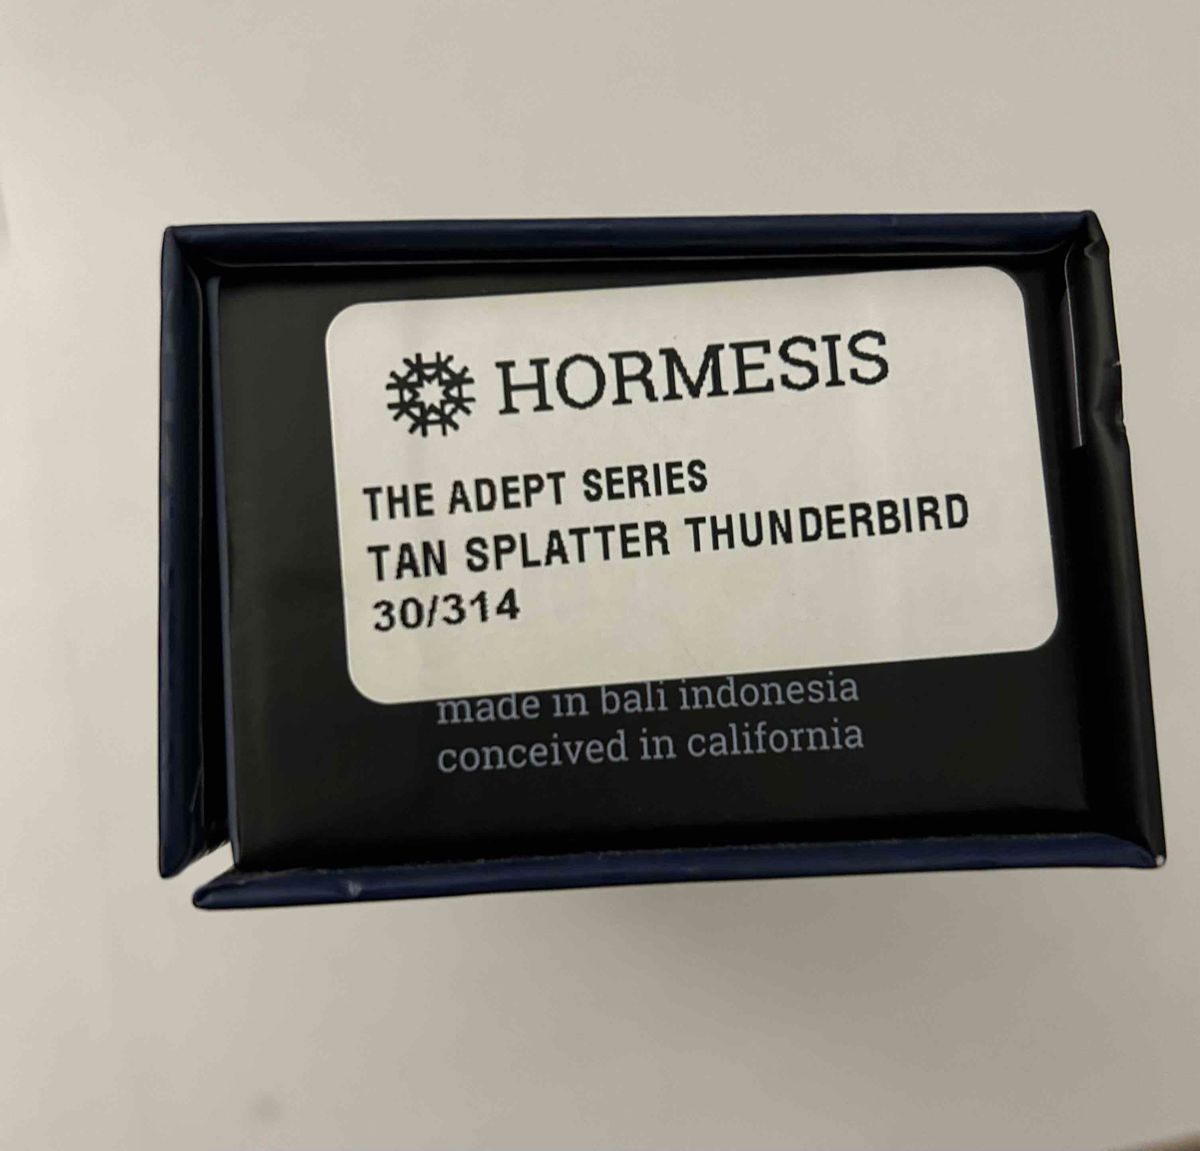 HORMESIS
THE ADEPT SERIES
TAN SPLATTER THUNDERBIRD
30/314
made in bali indonesia
conceived in california